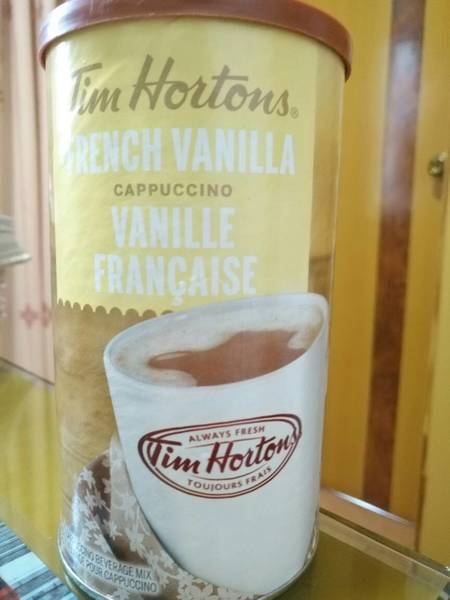 Tim Hortons®
FRENCH VANILLA
CAPPUCCINO
VANILLE
FRANÇAISE
ALWAYS FRESH
Tim Hortons
TOUJOURS FRAIS
BEVERAGE MIX
POUR CAPPUCCINO